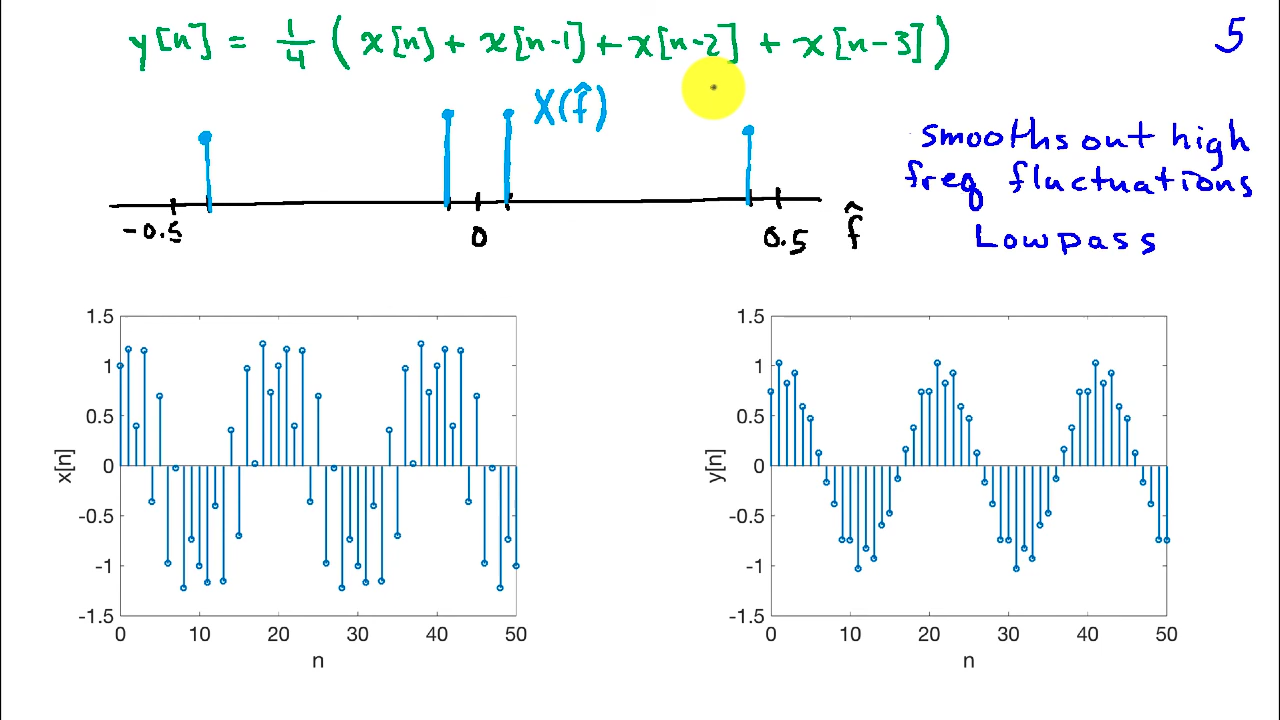 y[n] = 1/4 ( x[n] + x[n-1] + x[n-2] + x[n-3] )
5
X(f̂)
smooths out high
freq fluctuations
Lowpass
-0.5 0 0.5 f̂
1.5
1
0.5
0
-0.5
-1
-1.5
x[n]
0 10 20 30 40 50
n
1.5
1
0.5
0
-0.5
-1
-1.5
y[n]
0 10 20 30 40 50
n